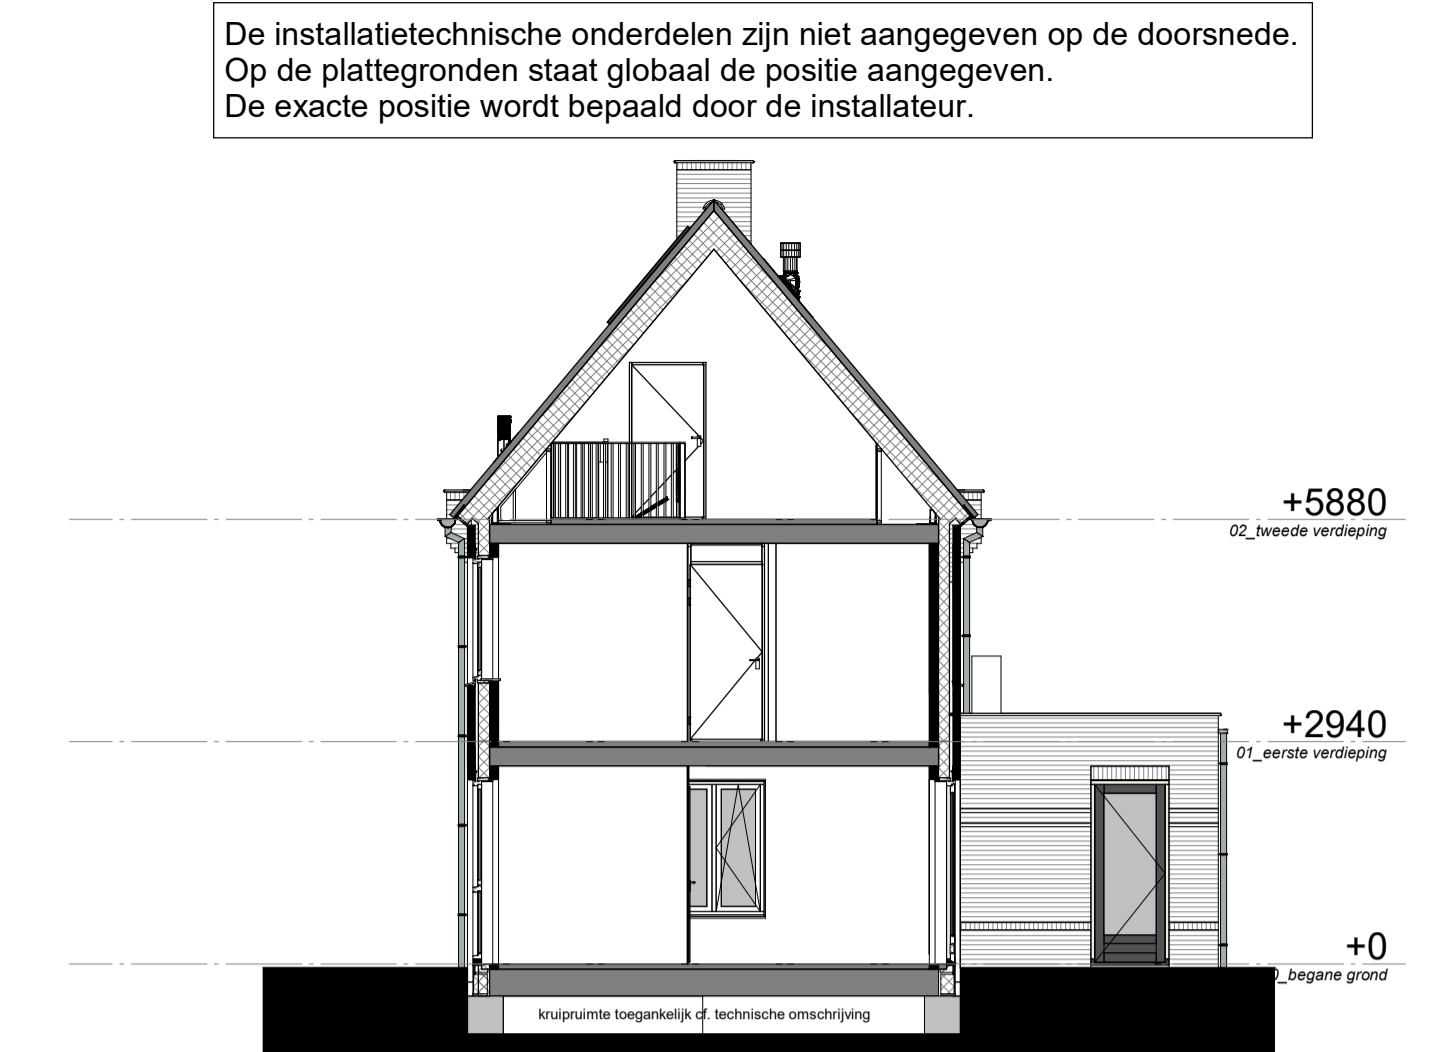 De installatietechnische onderdelen zijn niet aangegeven op de doorsnede.
Op de plattegronden staat globaal de positie aangegeven.
De exacte positie wordt bepaald door de installateur.
+5880
02_tweede verdieping
+2940
01_eerste verdieping
+0
0_begane grond
kruipruimte toegankelijk cf. technische omschrijving